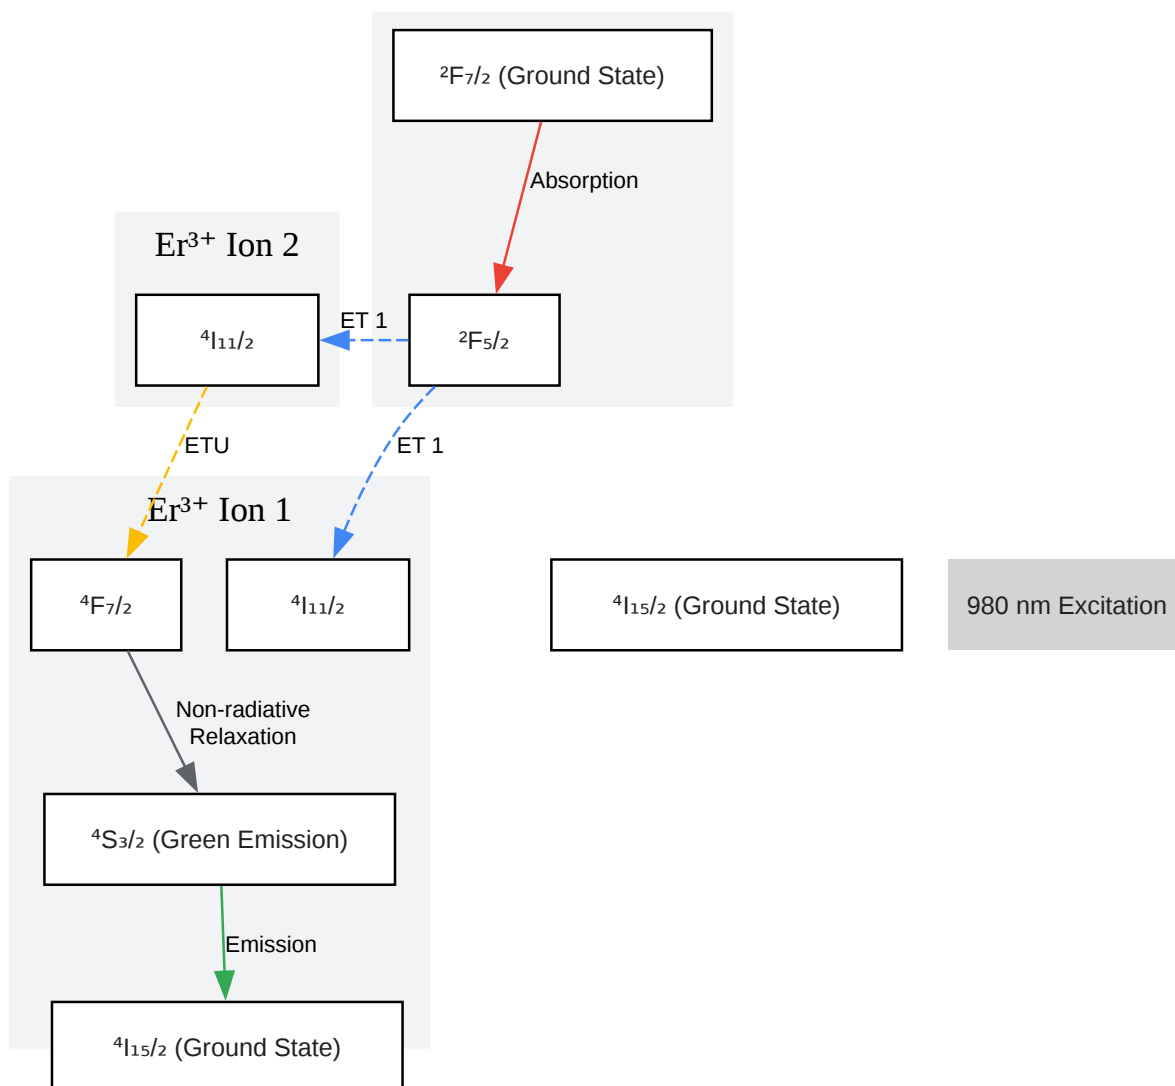 ²F₇/₂ (Ground State)
Absorption
Er³⁺ Ion 2
⁴I₁₁/₂
ET 1
²F₅/₂
ETU
ET 1
Er³⁺ Ion 1
⁴F₇/₂
⁴I₁₁/₂
⁴I₁₅/₂ (Ground State)
980 nm Excitation
Non-radiative
Relaxation
⁴S₃/₂ (Green Emission)
Emission
⁴I₁₅/₂ (Ground State)